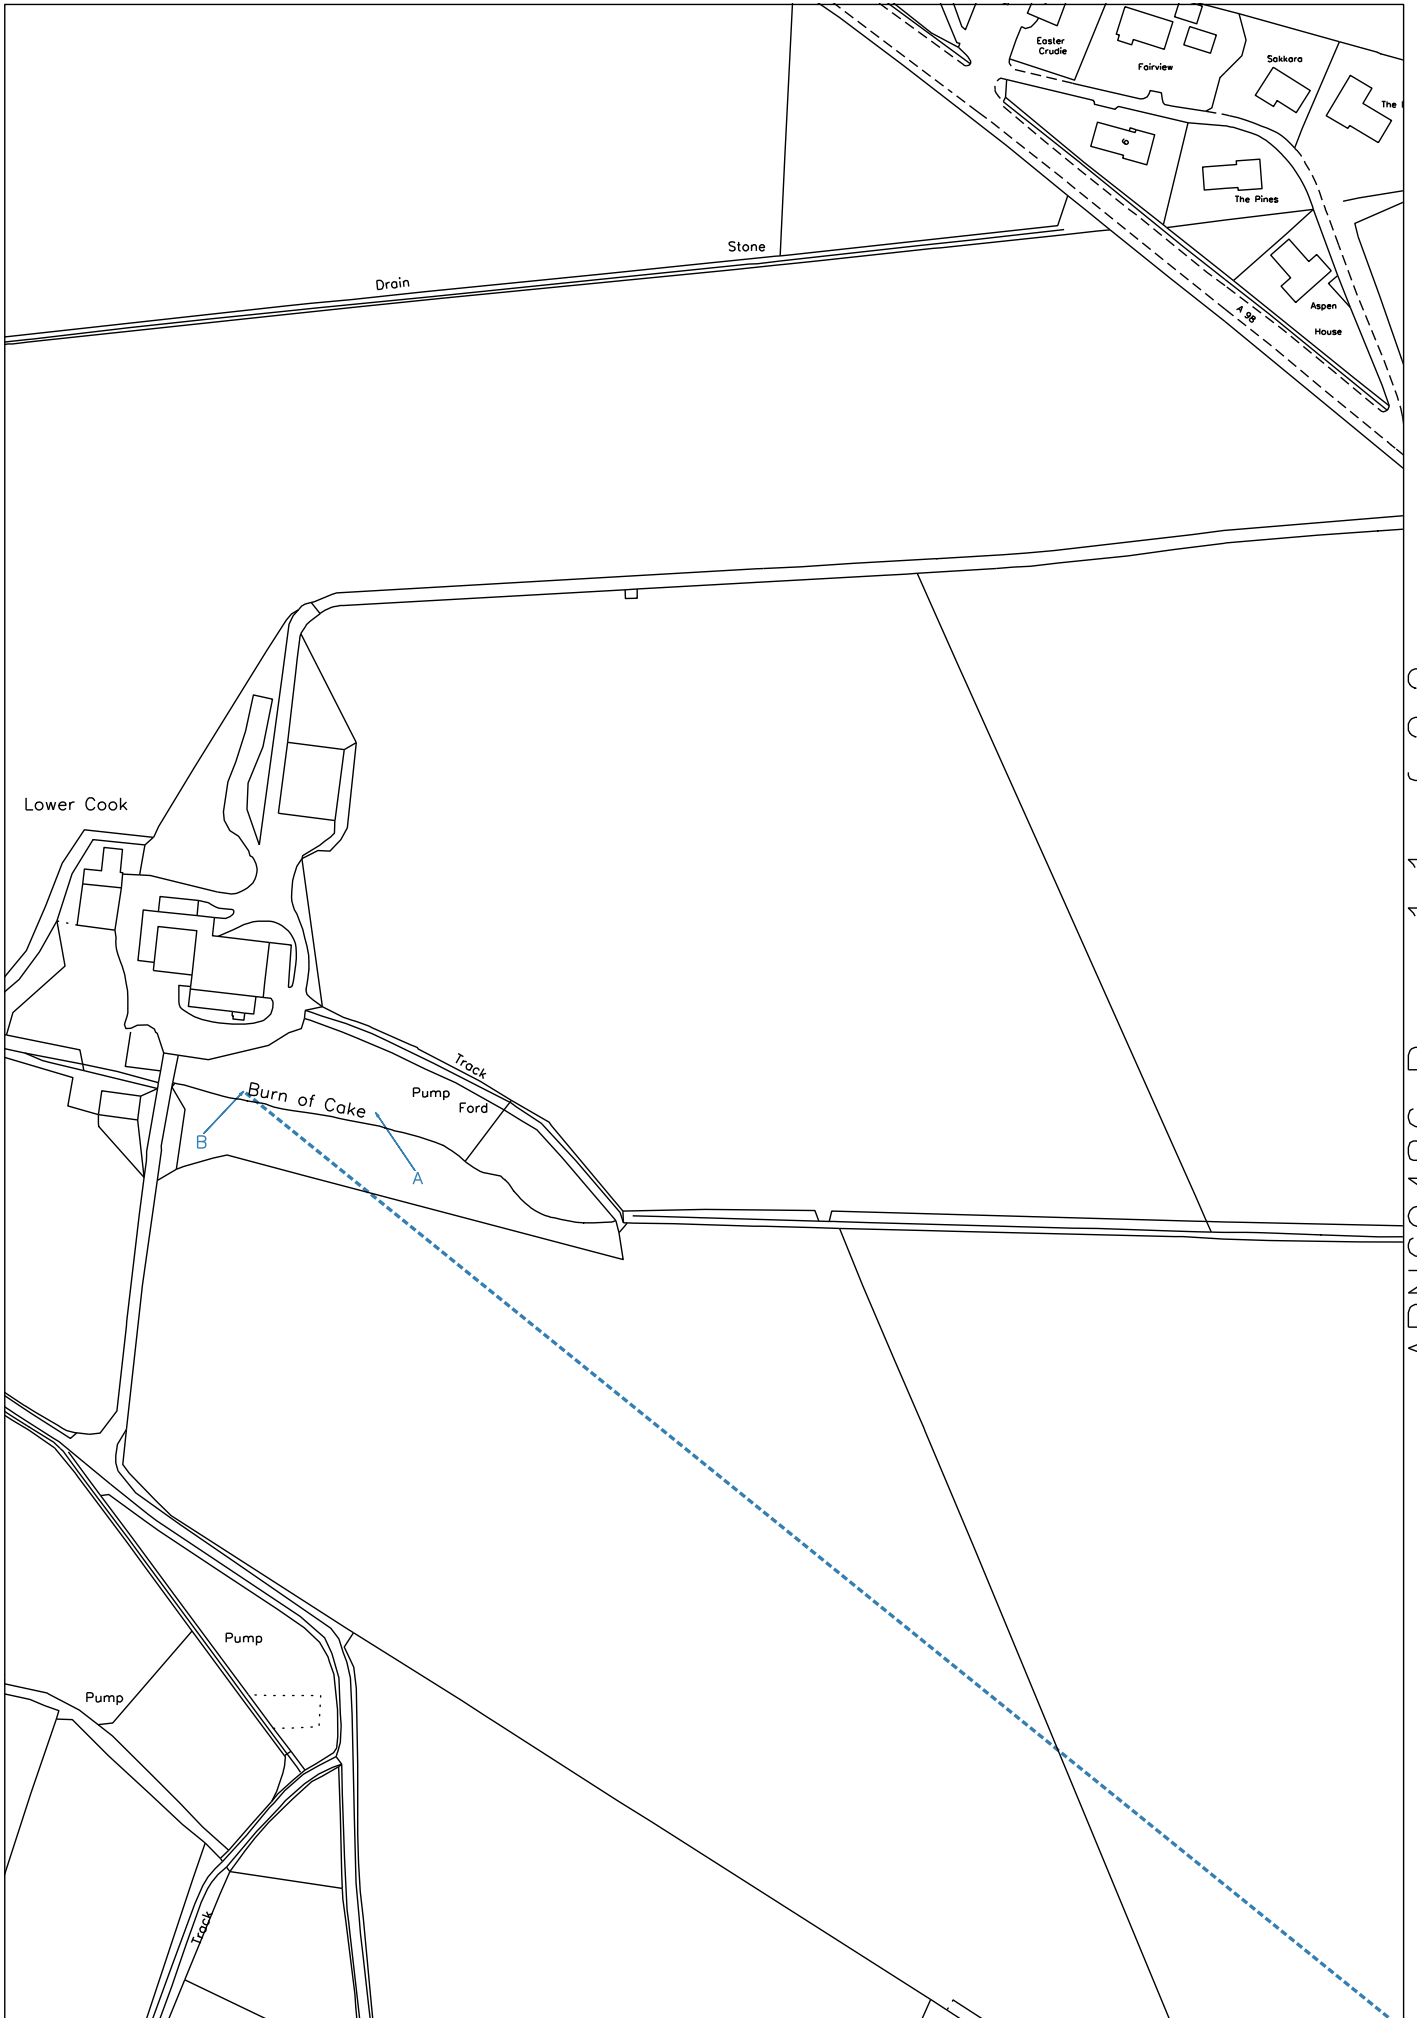 Easter
Crudie
Fairview
Sakkara
The
6
The Pines
Stone
Drain
Aspen
House
A 98
Lower Cook
Track
Pump
Ford
Burn of Cake
B
A
Pump
Pump
Track